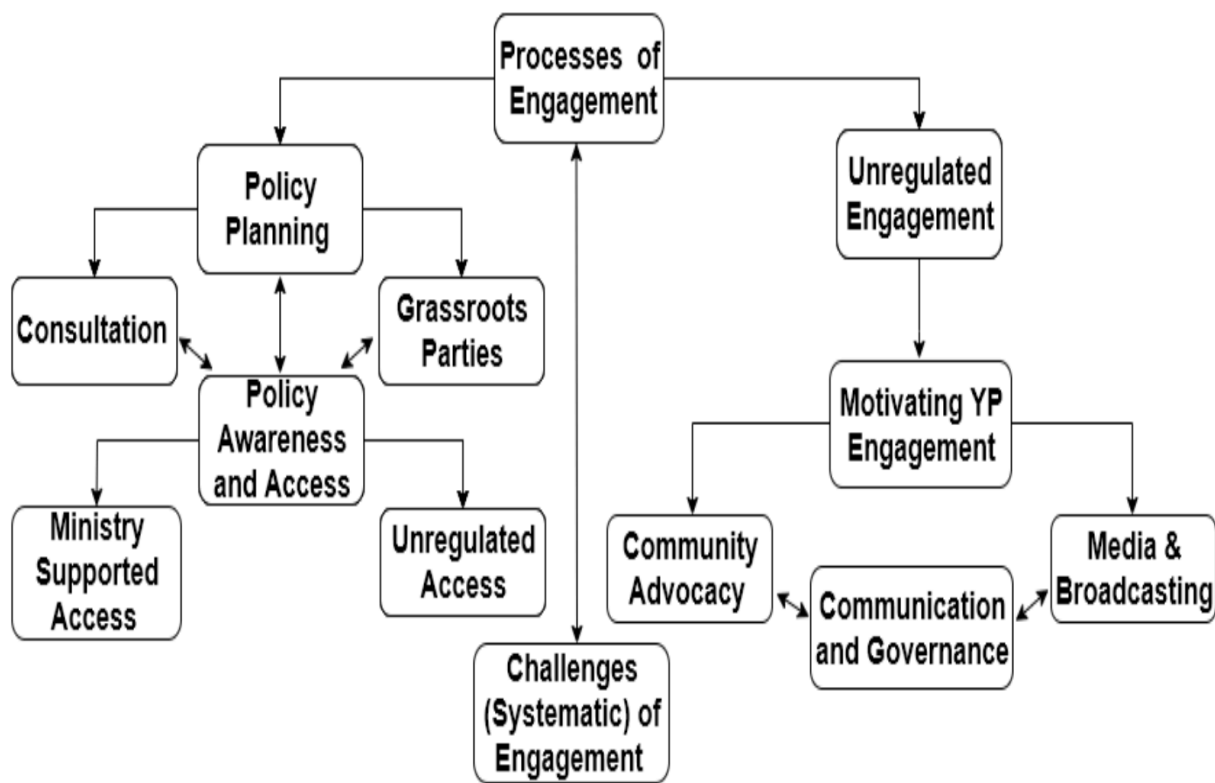 Processes of
Engagement
Policy
Planning
Unregulated
Engagement
Consultation
Grassroots
Parties
Policy
Awareness
and Access
Motivating YP
Engagement
Ministry
Supported
Access
Unregulated
Access
Community
Advocacy
Media &
Broadcasting
Communication
and Governance
Challenges
(Systematic) of
Engagement